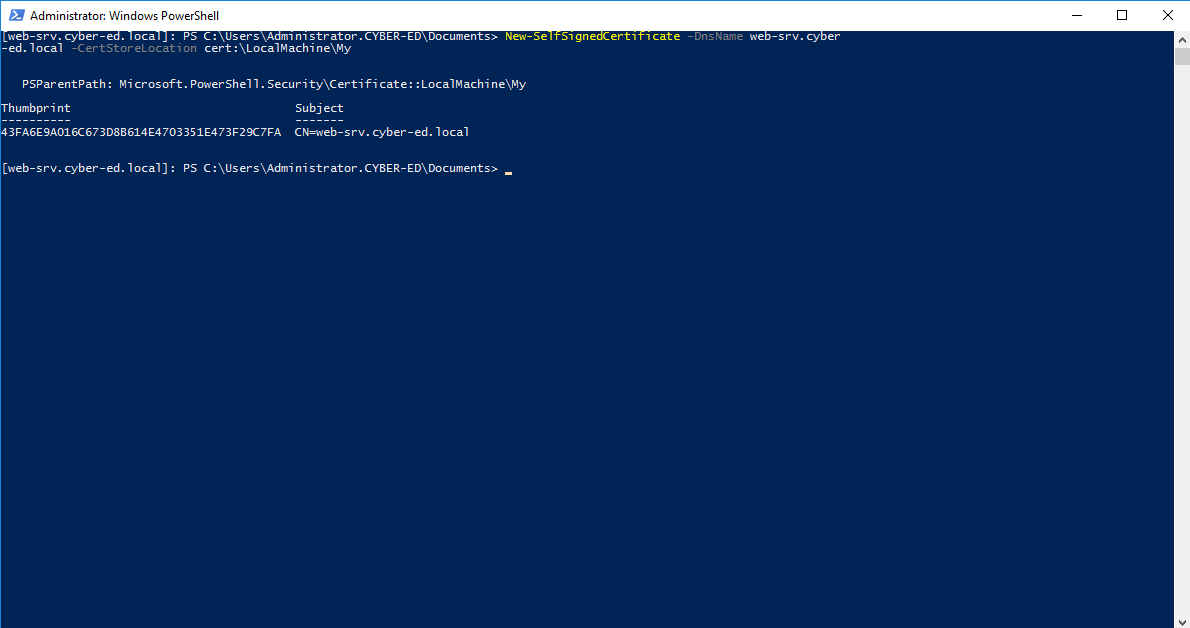 Administrator: Windows PowerShell
[web-srv.cyber-ed.local]: PS C:\Users\Administrator.CYBER-ED\Documents> New-SelfSignedCertificate -DnsName web-srv.cyber
-ed.local -CertStoreLocation cert:\LocalMachine\My
PSParentPath: Microsoft.PowerShell.Security\Certificate::LocalMachine\My
Thumbprint Subject
---------- -------
43FA6E9A016C673D8B614E4703351E473F29C7FA CN=web-srv.cyber-ed.local
[web-srv.cyber-ed.local]: PS C:\Users\Administrator.CYBER-ED\Documents> _